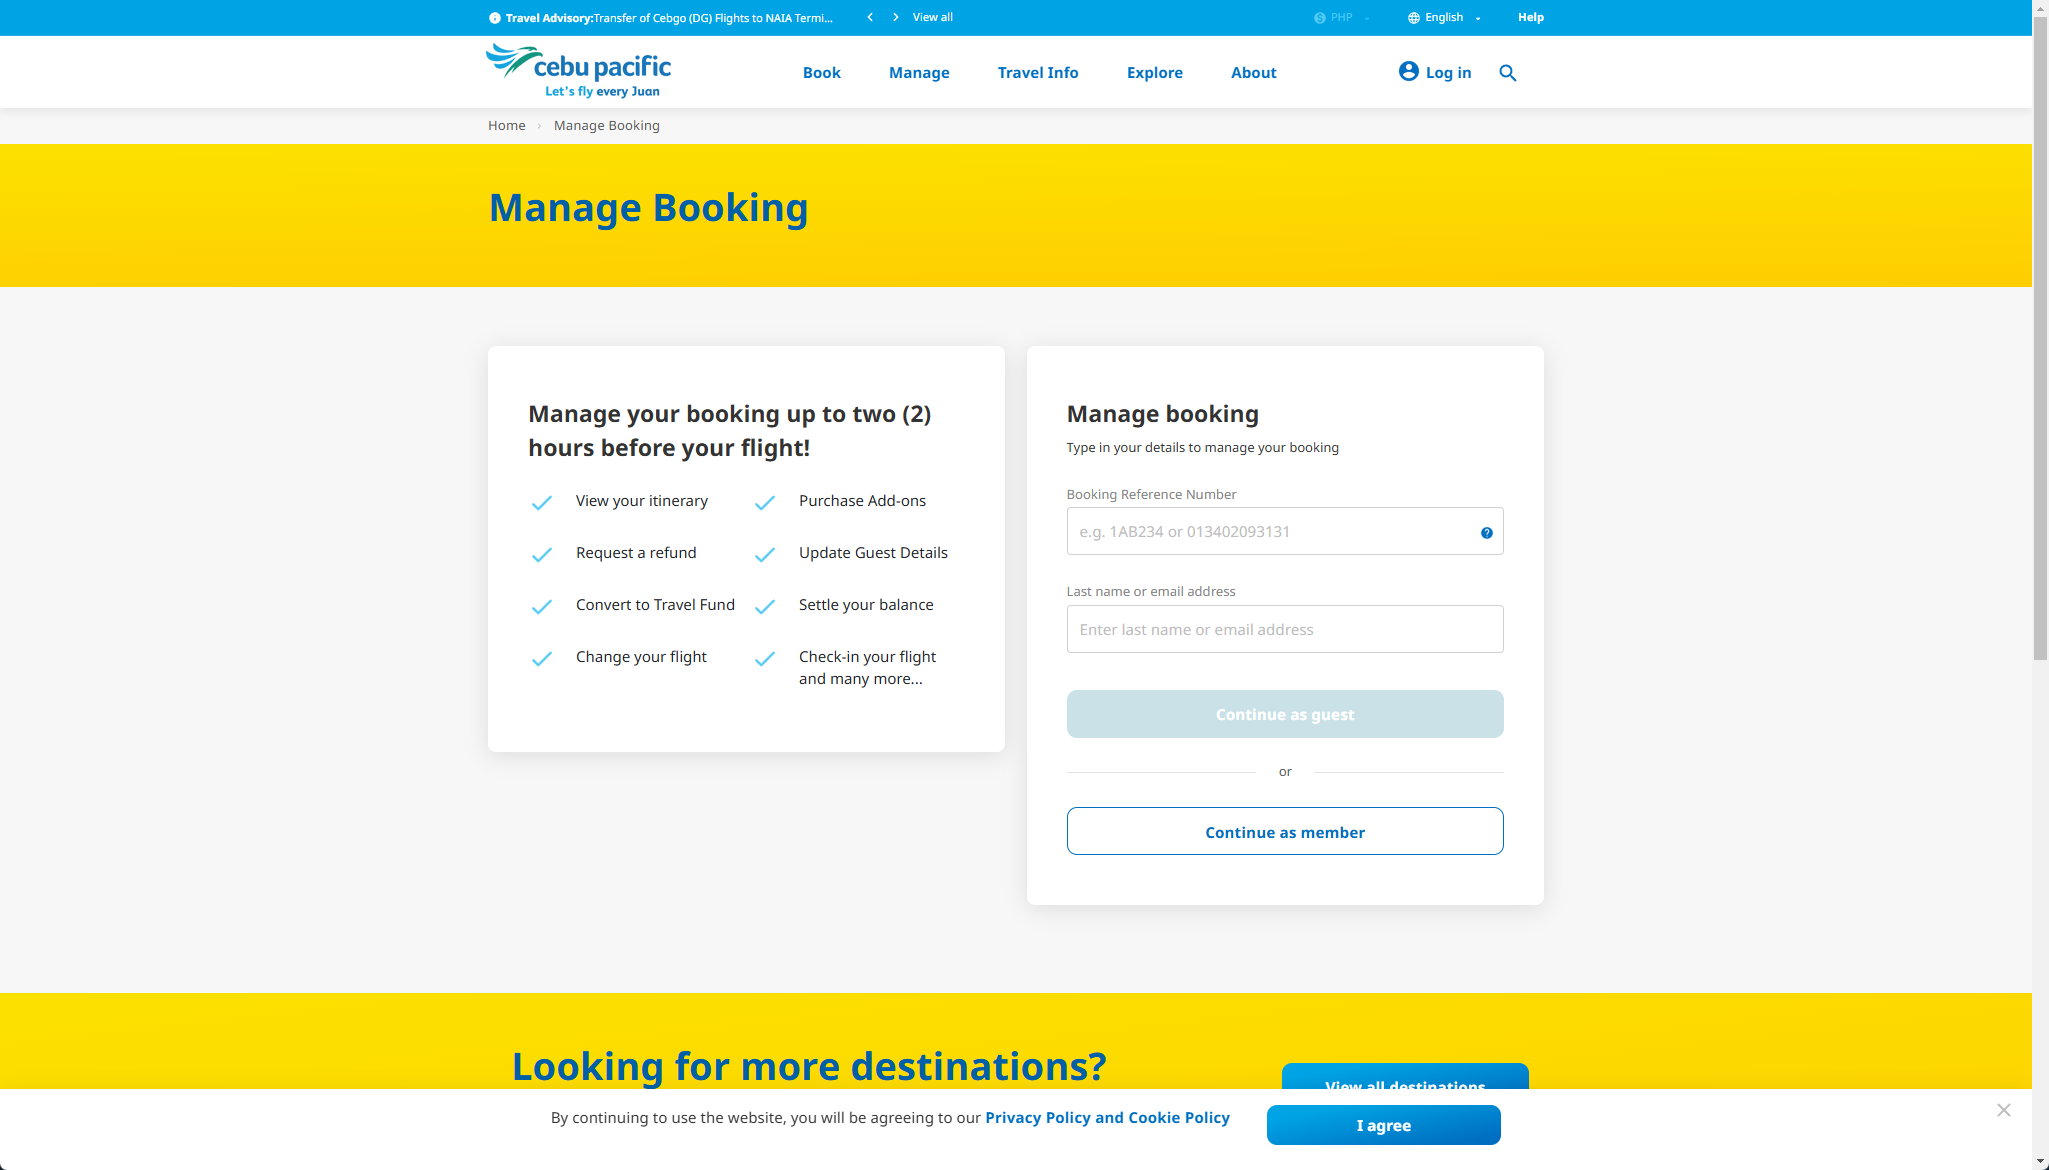 Travel Advisory:Transfer of Cebgo (DG) Flights to NAIA Termi...
View all
PHP
English
Help
cebu pacific
Let's fly every Juan
Book
Manage
Travel Info
Explore
About
Log in
Home
Manage Booking
Manage Booking
Manage your booking up to two (2)
hours before your flight!
View your itinerary
Purchase Add-ons
Request a refund
Update Guest Details
Convert to Travel Fund
Settle your balance
Change your flight
Check-in your flight
and many more...
Manage booking
Type in your details to manage your booking
Booking Reference Number
e.g. 1AB234 or 013402093131
Last name or email address
Enter last name or email address
Continue as guest
or
Continue as member
Looking for more destinations?
View all destinations
By continuing to use the website, you will be agreeing to our Privacy Policy and Cookie Policy
I agree